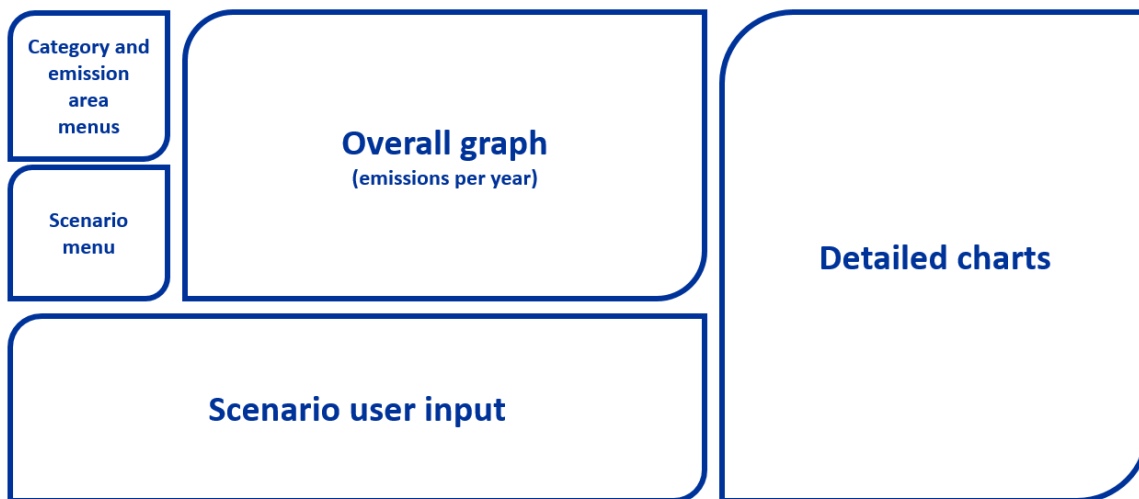 Category and
emission
area
menus
Scenario
menu
Overall graph
(emissions per year)
Scenario user input
Detailed charts